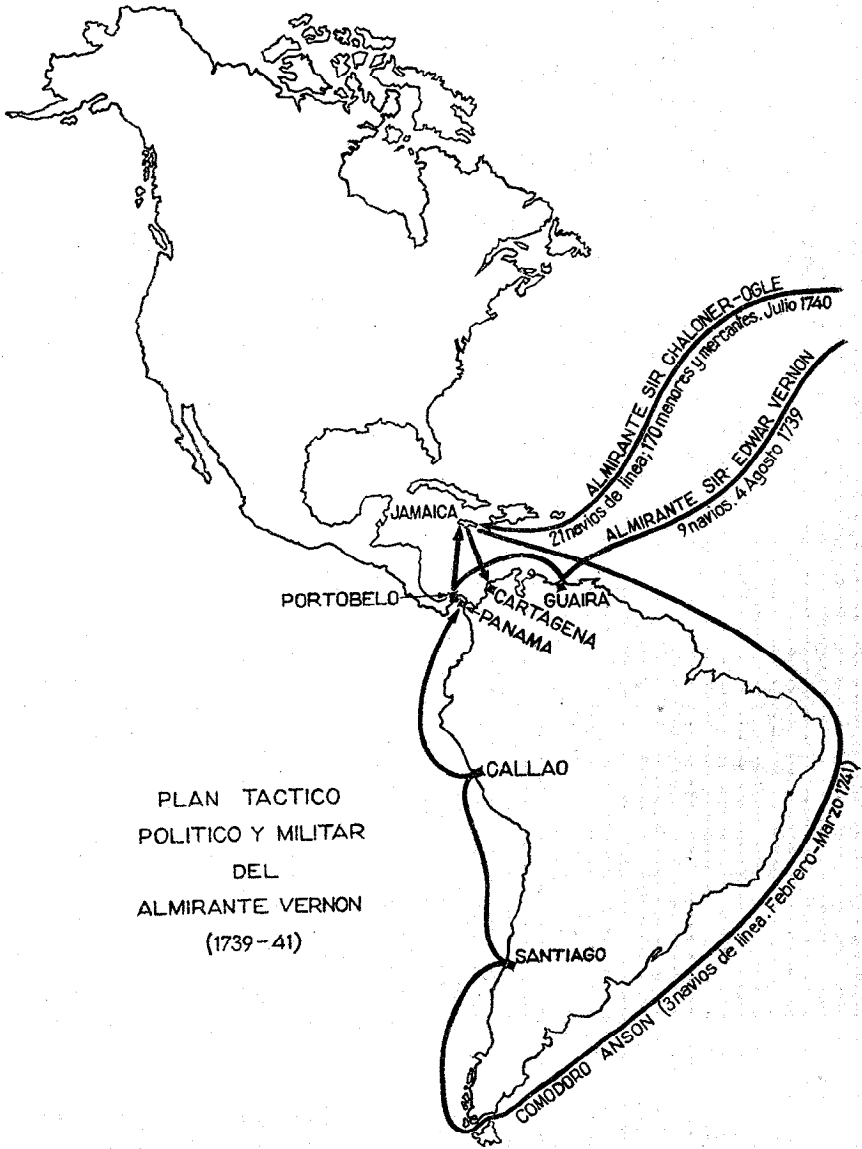 ALMIRANTE SIR CHALONER-OGLE
21 navios de linea; 170 menores y mercantes. Julio 1740
ALMIRANTE SIR EDWAR VERNON
9 navios. 4 Agosto 1739
JAMAICA
PORTOBELO
CARTAGENA
GUAIRA
PANAMA
CALLAO
PLAN TACTICO
POLITICO Y MILITAR
DEL
ALMIRANTE VERNON
(1739-41)
SANTIAGO
COMODORO ANSON (3 navios de linea. Febrero-Marzo 1741)